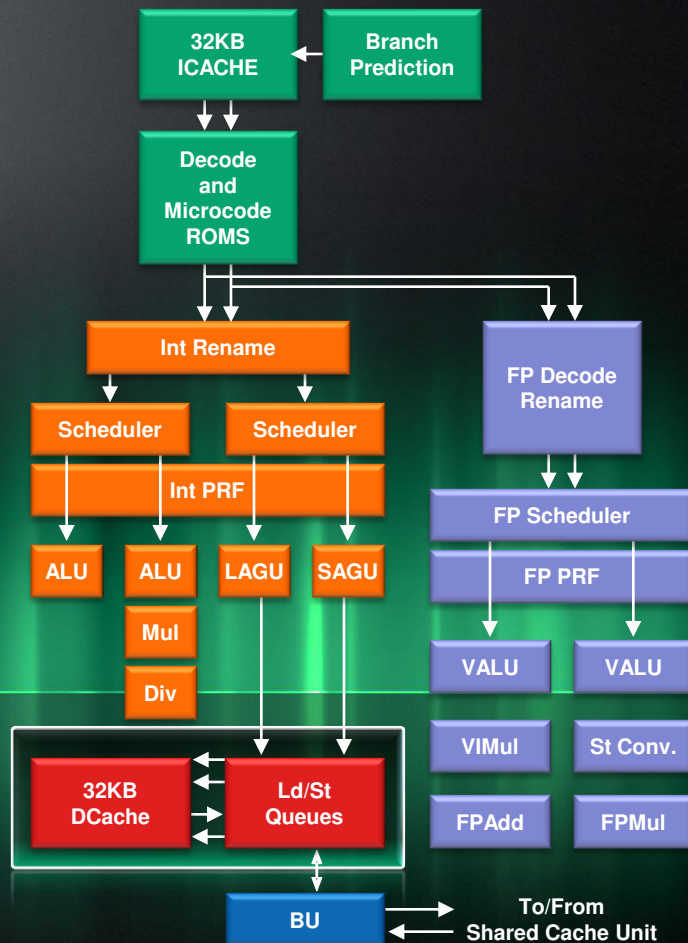 32KB
ICACHE
Branch
Prediction
Decode
and
Microcode
ROMS
Int Rename
FP Decode
Rename
Scheduler
Scheduler
Int PRF
FP Scheduler
FP PRF
ALU
ALU
LAGU
SAGU
Mul
Div
VALU
VALU
VIMul
St Conv.
FPAdd
FPMul
32KB
DCache
Ld/St
Queues
BU
To/From
Shared Cache Unit